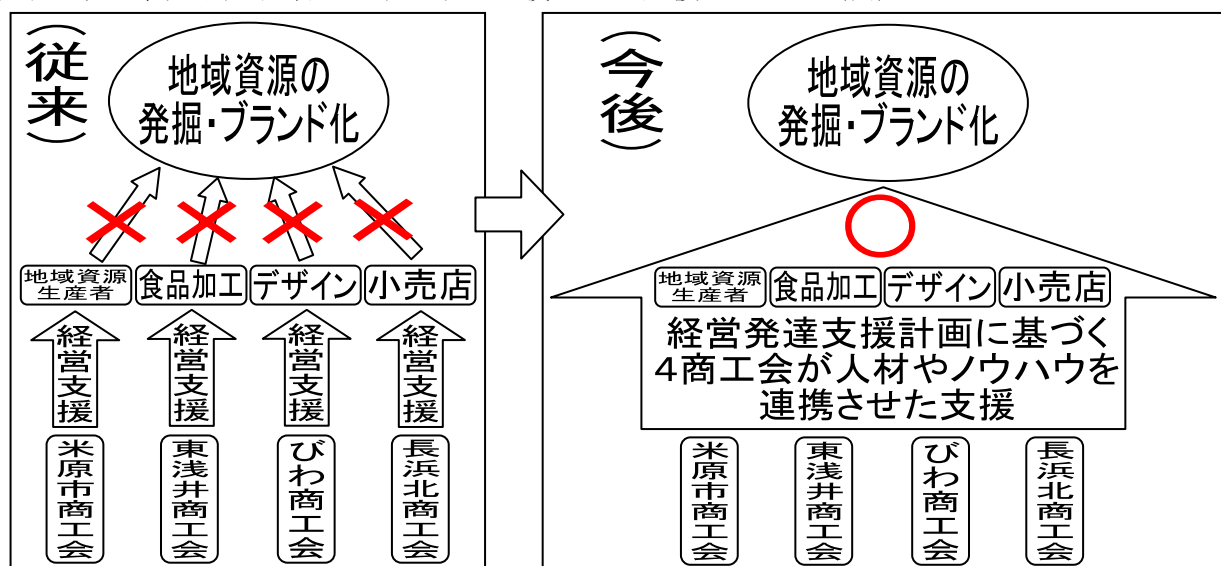 （従来）
地域資源の
発掘・ブランド化
地域資源
生産者
食品加工
デザイン
小売店
経営支援
経営支援
経営支援
経営支援
米原市商工会
東浅井商工会
びわ商工会
長浜北商工会
（今後）
地域資源の
発掘・ブランド化
地域資源
生産者
食品加工
デザイン
小売店
経営発達支援計画に基づく
４商工会が人材やノウハウを
連携させた支援
米原市商工会
東浅井商工会
びわ商工会
長浜北商工会